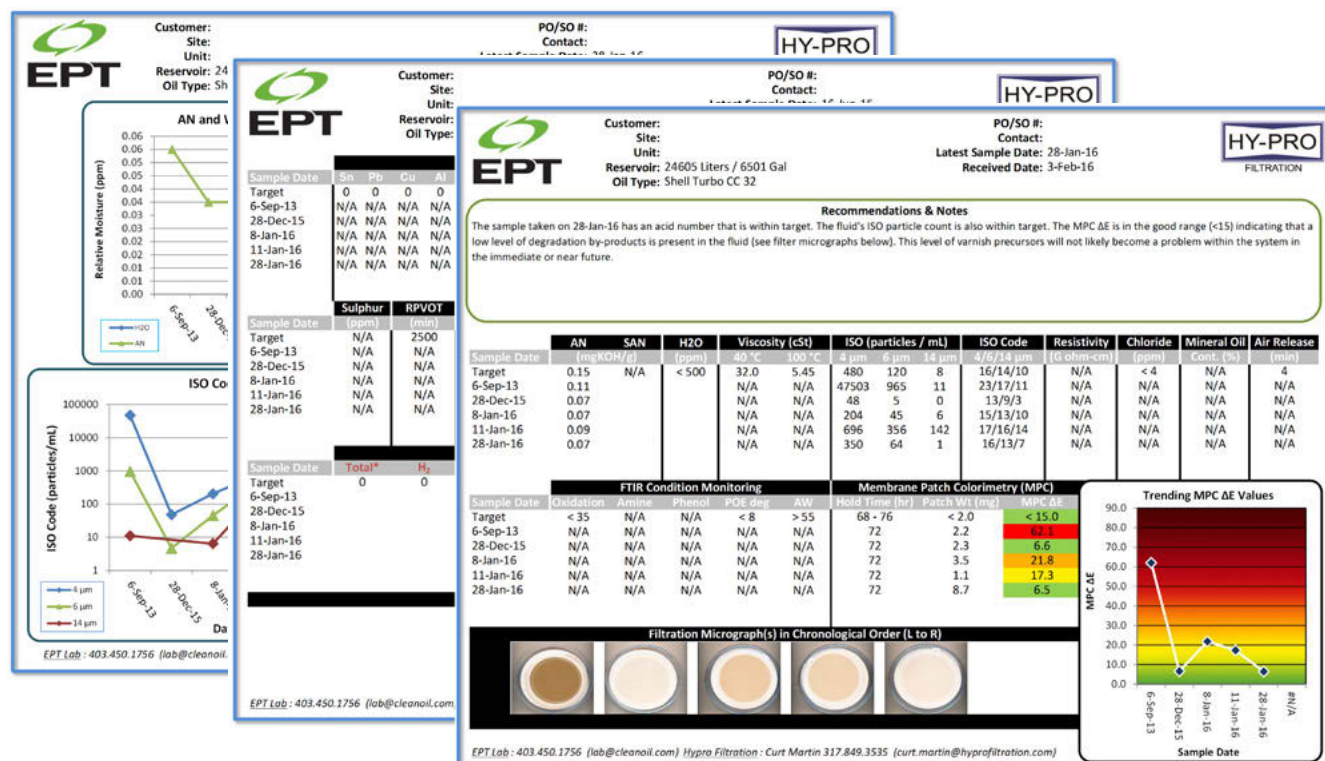 EPT
Customer:
Site:
Unit:
Reservoir: 24
Oil Type: Sh
PO/SO #:
Contact:
Latest Sample Date: 28-Jan-16
HY-PRO
AN and W
Relative Moisture (ppm)
0.06
0.06
0.05
0.05
0.04
0.04
0.03
0.03
0.02
0.02
0.01
0.01
0.00
6-Sep-13
28-Dec-
H2O
AN
ISO Co
ISO Code (particles/mL)
100000
10000
1000
100
10
1
6-Sep-13
28-Dec-15
8-Jan-
4 µm
6 µm
14 µm
Da
EPT Lab : 403.450.1756 (lab@cleanoil.
EPT
Customer:
Site:
Unit:
Reservoir:
Oil Type:
PO/SO #:
Contact:
HY-PRO
Sample Date Sn Pb Cu Al
Target 0 0 0 0
6-Sep-13 N/A N/A N/A N/A
28-Dec-15 N/A N/A N/A N/A
8-Jan-16 N/A N/A N/A N/A
11-Jan-16 N/A N/A N/A N/A
28-Jan-16 N/A N/A N/A N/A
Sulphur RPVOT
Sample Date (ppm) (min)
Target N/A 2500
6-Sep-13 N/A N/A
28-Dec-15 N/A N/A
8-Jan-16 N/A N/A
11-Jan-16 N/A N/A
28-Jan-16 N/A N/A
Sample Date Total* H₂
Target 0 0
6-Sep-13
28-Dec-15
8-Jan-16
11-Jan-16
28-Jan-16
EPT Lab : 403.450.1756 (lab@cleanoil.com
EPT
Customer:
Site:
Unit:
Reservoir: 24605 Liters / 6501 Gal
Oil Type: Shell Turbo CC 32
PO/SO #:
Contact:
Latest Sample Date: 28-Jan-16
Received Date: 3-Feb-16
HY-PRO
FILTRATION
Recommendations & Notes
The sample taken on 28-Jan-16 has an acid number that is within target. The fluid's ISO particle count is also within target. The MPC ΔE is in the good range (<15) indicating that a
low level of degradation by-products is present in the fluid (see filter micrographs below). This level of varnish precursors will not likely become a problem within the system in
the immediate or near future.
AN SAN H2O Viscosity (cSt) ISO (particles / mL) ISO Code Resistivity Chloride Mineral Oil Air Release
Sample Date (mgKOH/g) (ppm) 40 °C 100 °C 4 µm 6 µm 14 µm 4/6/14 µm (G ohm-cm) (ppm) Cont. (%) (min)
Target 0.15 N/A < 500 32.0 5.45 480 120 8 16/14/10 N/A < 4 N/A 4
6-Sep-13 0.11 N/A N/A 47503 965 11 23/17/11 N/A N/A N/A N/A
28-Dec-15 0.07 N/A N/A 48 5 0 13/9/3 N/A N/A N/A N/A
8-Jan-16 0.07 N/A N/A 204 45 6 15/13/10 N/A N/A N/A N/A
11-Jan-16 0.09 N/A N/A 696 356 142 17/16/14 N/A N/A N/A N/A
28-Jan-16 0.07 N/A N/A 350 64 1 16/13/7 N/A N/A N/A N/A
FTIR Condition Monitoring Membrane Patch Colorimetry (MPC)
Sample Date Oxidation Amine Phenol POE deg AW Hold Time (hr) Patch Wt (mg) MPC ΔE
Target < 35 N/A N/A < 8 > 55 68 - 76 < 2.0 < 15.0
6-Sep-13 N/A N/A N/A N/A N/A 72 2.2 62.1
28-Dec-15 N/A N/A N/A N/A N/A 72 2.3 6.6
8-Jan-16 N/A N/A N/A N/A N/A 72 3.5 21.8
11-Jan-16 N/A N/A N/A N/A N/A 72 1.1 17.3
28-Jan-16 N/A N/A N/A N/A N/A 72 8.7 6.5
Trending MPC ΔE Values
MPC ΔE
90.0
80.0
70.0
60.0
50.0
40.0
30.0
20.0
10.0
0.0
6-Sep-13
28-Dec-15
8-Jan-16
11-Jan-16
28-Jan-16
#N/A
Sample Date
Filtration Micrograph(s) in Chronological Order (L to R)
EPT Lab : 403.450.1756 (lab@cleanoil.com) Hypro Filtration : Curt Martin 317.849.3535 (curt.martin@hyprofiltration.com)